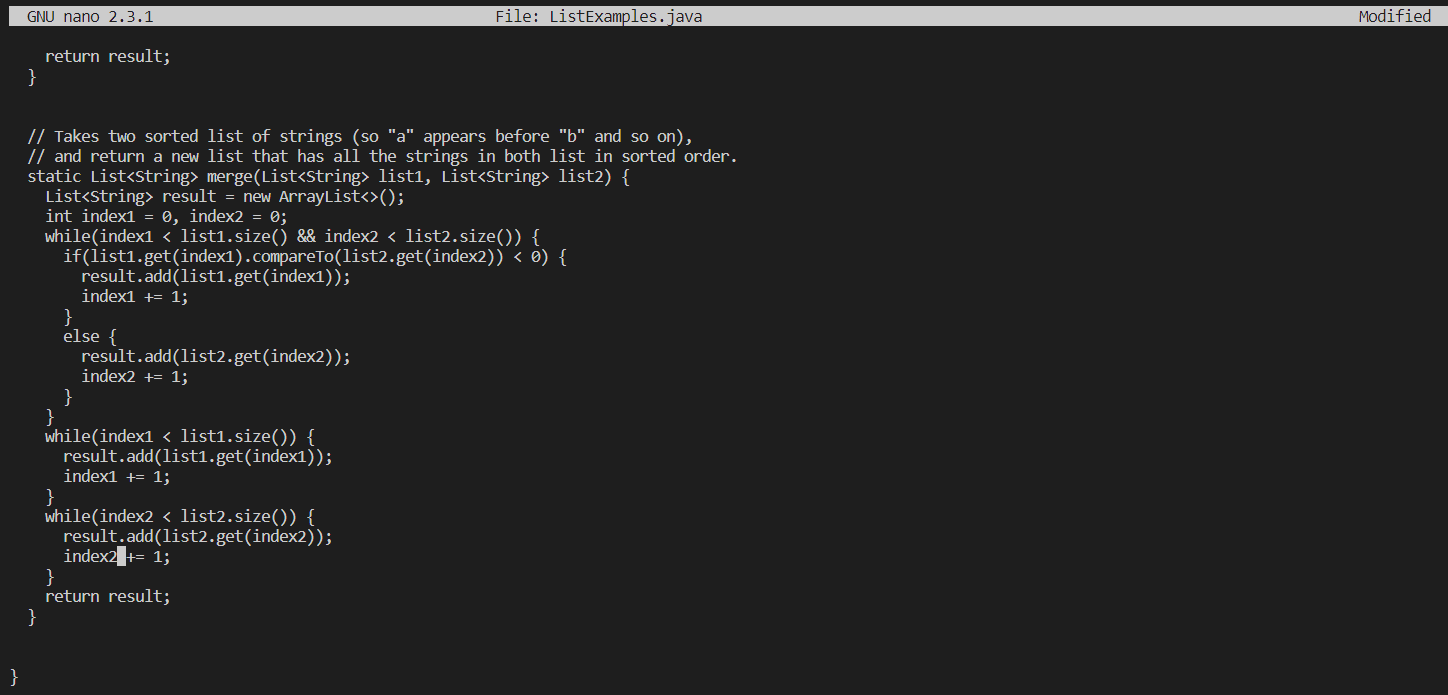 GNU nano 2.3.1 File: ListExamples.java Modified
    return result;
  }
  // Takes two sorted list of strings (so "a" appears before "b" and so on),
  // and return a new list that has all the strings in both list in sorted order.
  static List<String> merge(List<String> list1, List<String> list2) {
    List<String> result = new ArrayList<>();
    int index1 = 0, index2 = 0;
    while(index1 < list1.size() && index2 < list2.size()) {
      if(list1.get(index1).compareTo(list2.get(index2)) < 0) {
        result.add(list1.get(index1));
        index1 += 1;
      }
      else {
        result.add(list2.get(index2));
        index2 += 1;
      }
    }
    while(index1 < list1.size()) {
      result.add(list1.get(index1));
      index1 += 1;
    }
    while(index2 < list2.size()) {
      result.add(list2.get(index2));
      index2 += 1;
    }
    return result;
  }
}